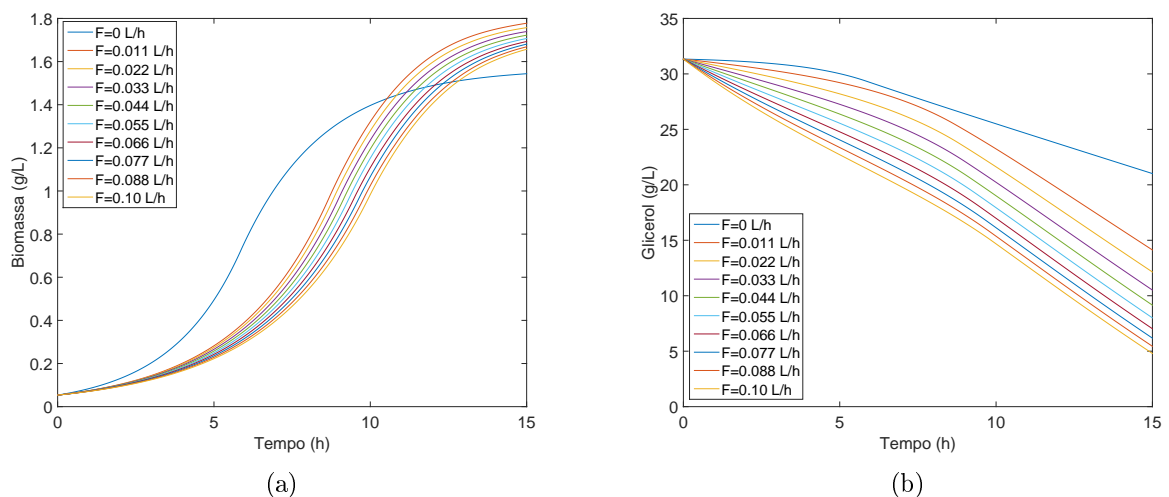 1.8
1.6
1.4
1.2
1
0.8
0.6
0.4
0.2
0
Biomassa (g/L)
F=0 L/h
F=0.011 L/h
F=0.022 L/h
F=0.033 L/h
F=0.044 L/h
F=0.055 L/h
F=0.066 L/h
F=0.077 L/h
F=0.088 L/h
F=0.10 L/h
0 5 10 15
Tempo (h)
(a)
35
30
25
20
15
10
5
0
Glicerol (g/L)
F=0 L/h
F=0.011 L/h
F=0.022 L/h
F=0.033 L/h
F=0.044 L/h
F=0.055 L/h
F=0.066 L/h
F=0.077 L/h
F=0.088 L/h
F=0.10 L/h
0 5 10 15
Tempo (h)
(b)